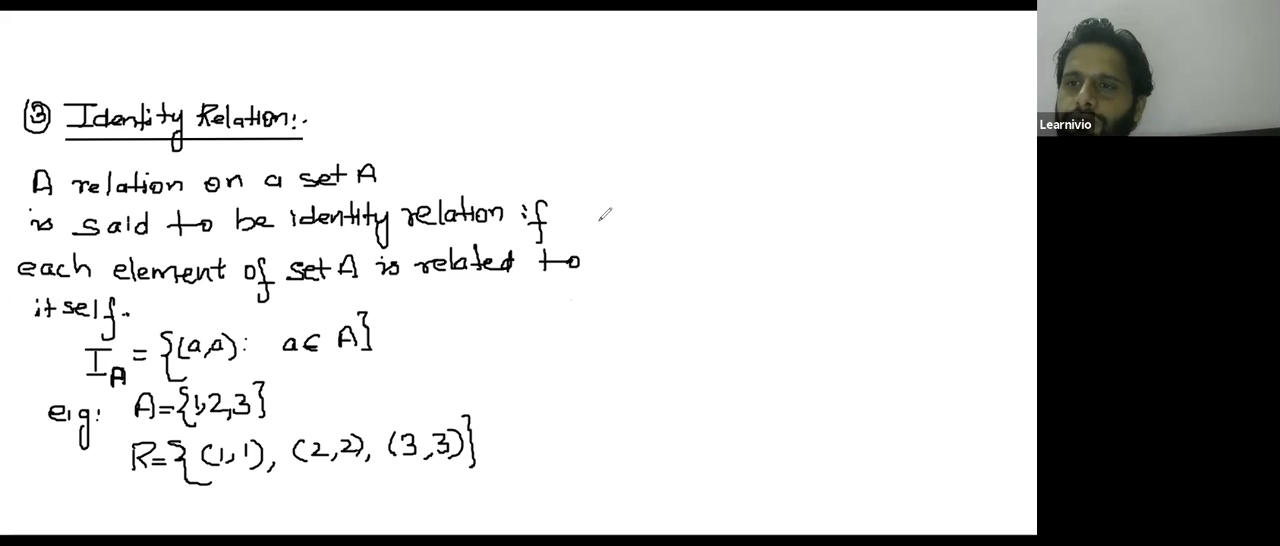 ③ Identity Relation:.
A relation on a set A
is said to be identity relation if
each element of set A is related to
itself.
I_A = {(a,a): a ∈ A}
e.g: A={1,2,3}
R={(1,1), (2,2), (3,3)}
Learnivio